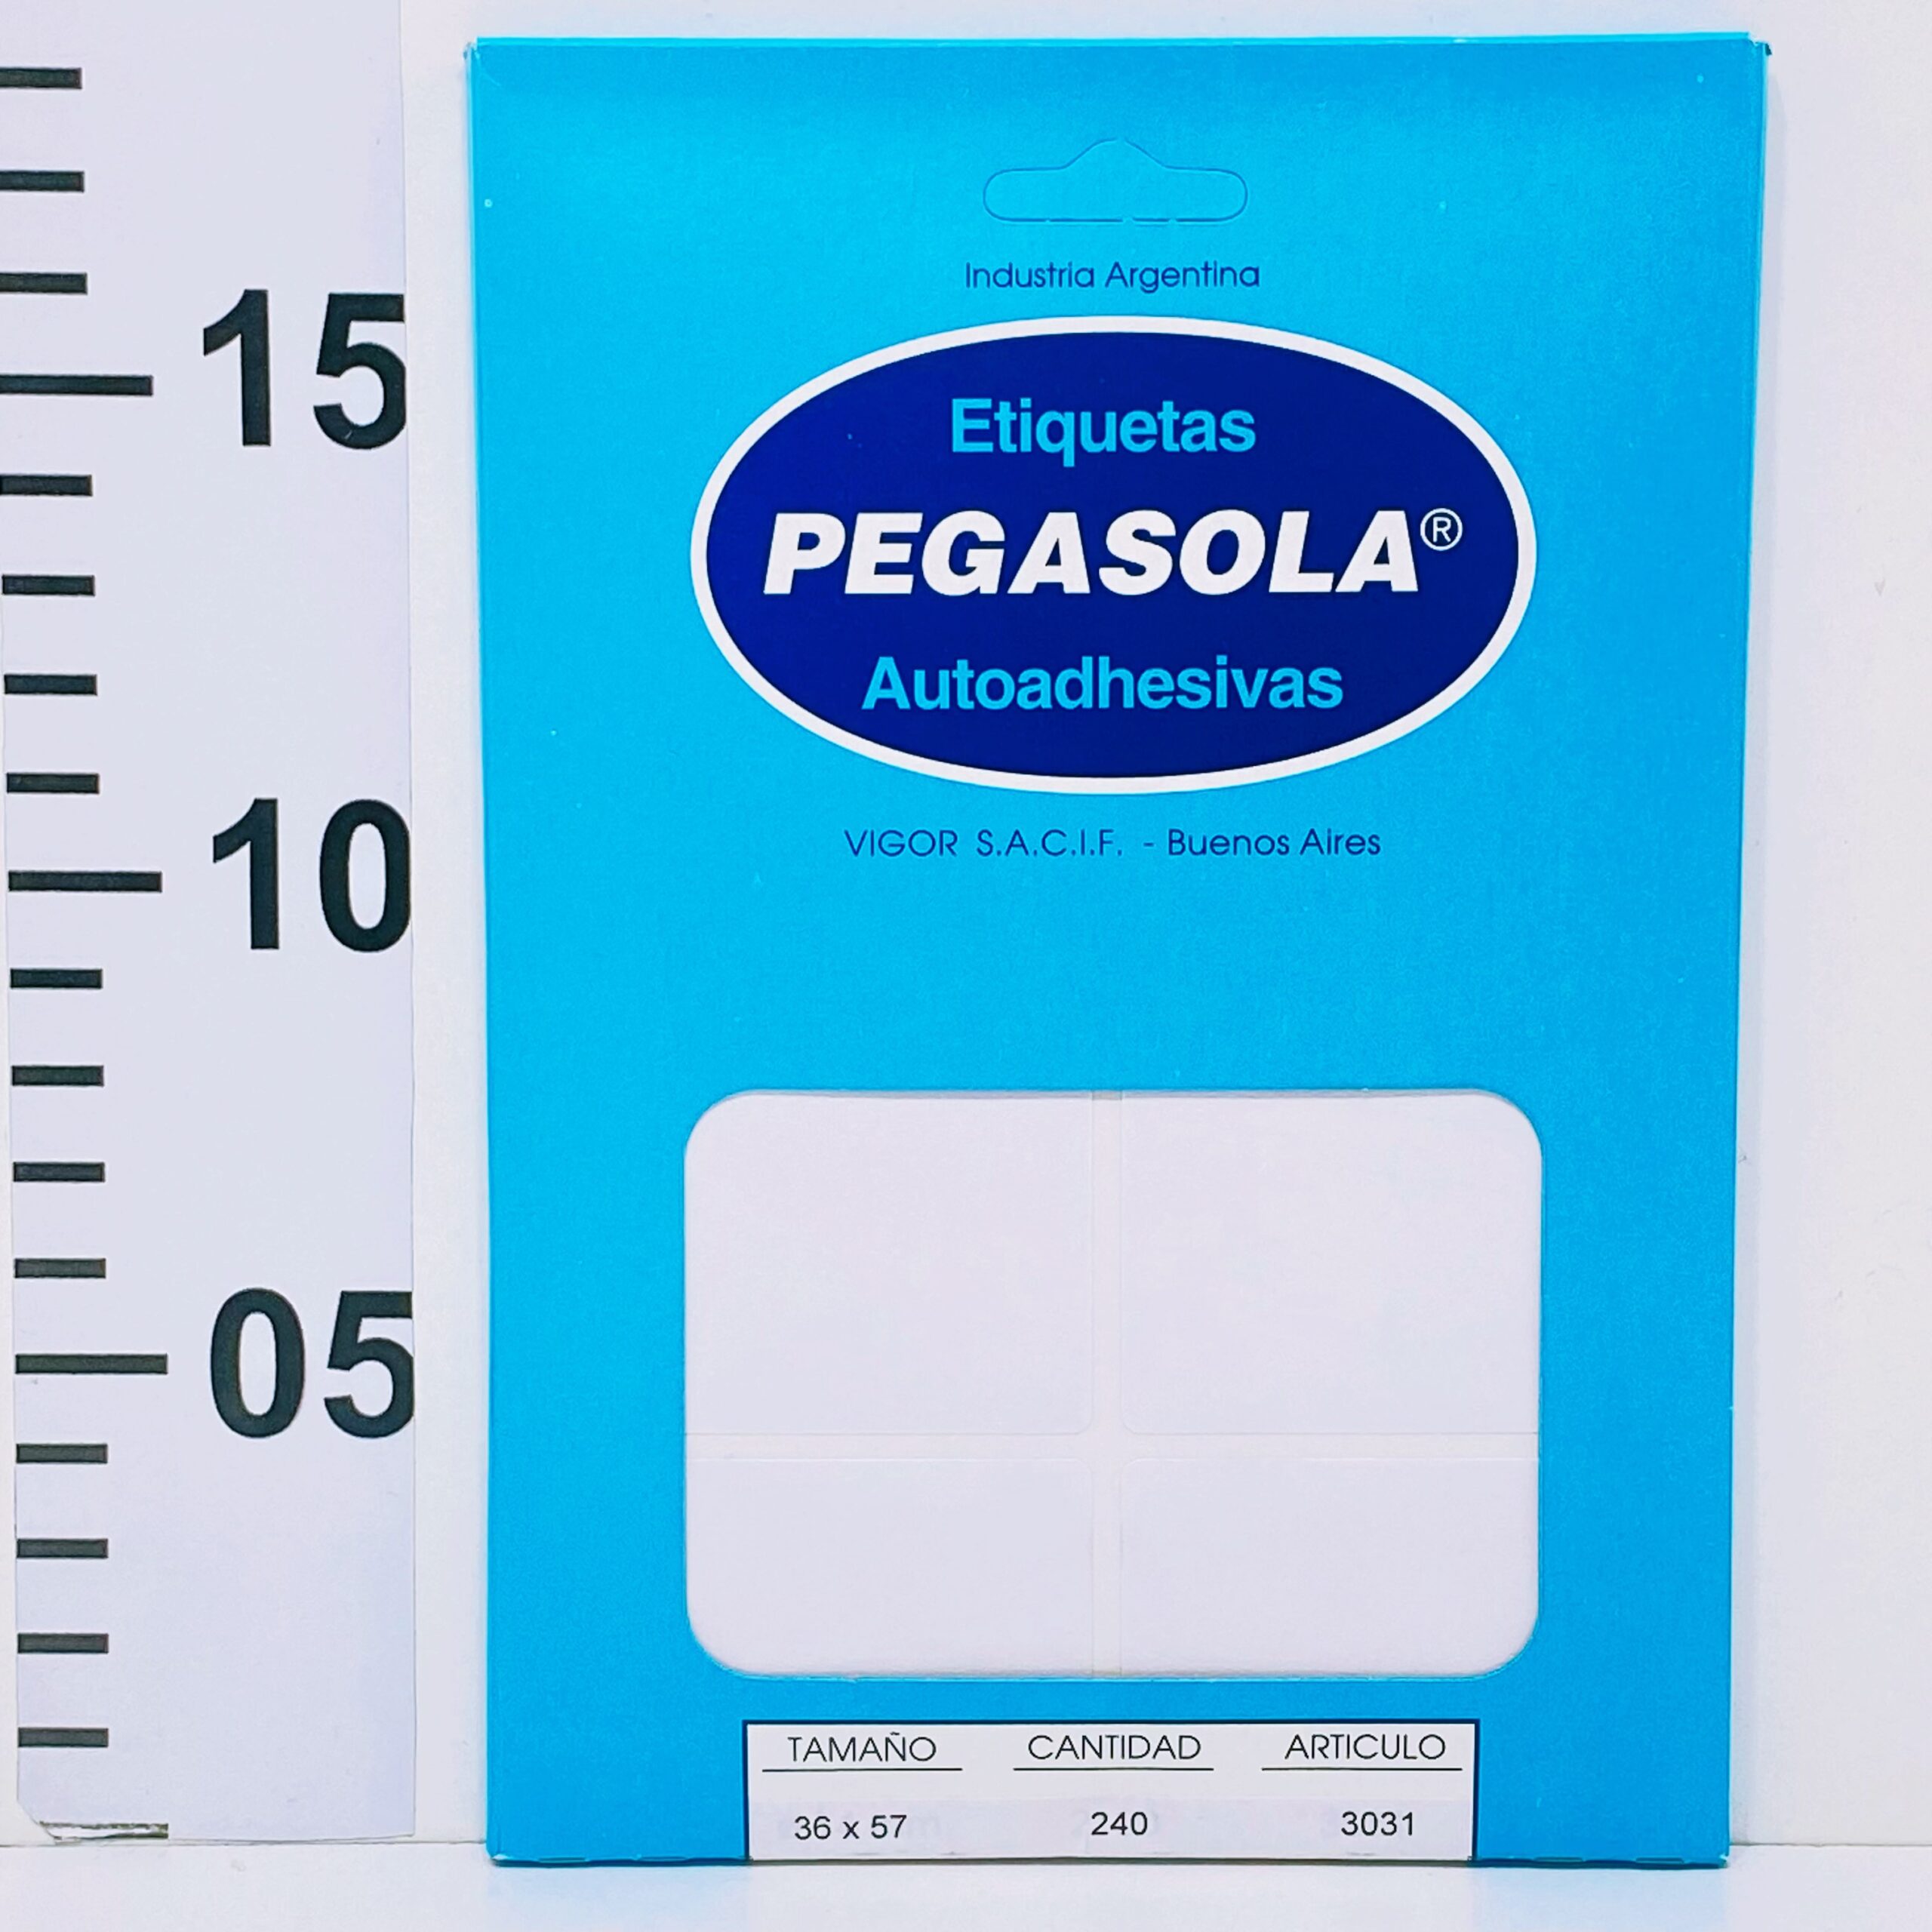 15
10
05
Industria Argentina
Etiquetas
PEGASOLA®
Autoadhesivas
VIGOR S.A.C.I.F. - Buenos Aires
TAMAÑO CANTIDAD ARTICULO
36 x 57 240 3031